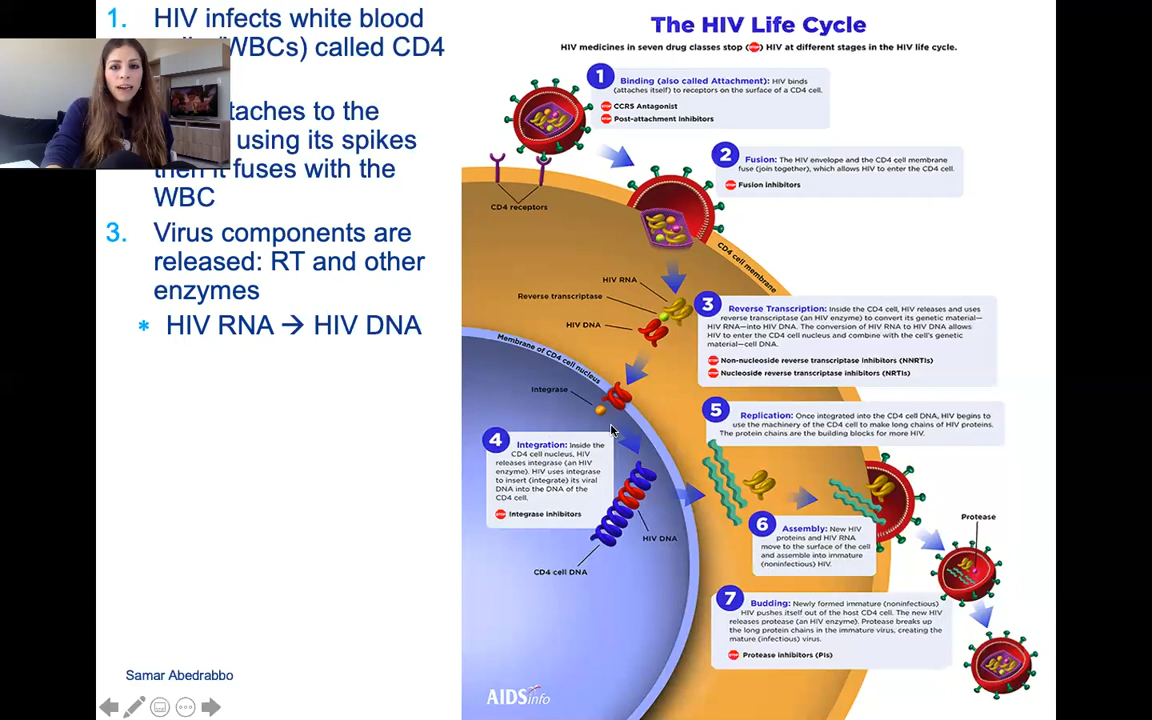 1. HIV infects white blood
(WBCs) called CD4
taches to the
using its spikes
then it fuses with the
WBC
3. Virus components are
released: RT and other
enzymes
* HIV RNA → HIV DNA
Samar Abedrabbo
The HIV Life Cycle
HIV medicines in seven drug classes stop (STOP) HIV at different stages in the HIV life cycle.
1
Binding (also called Attachment): HIV binds
(attaches itself) to receptors on the surface of a CD4 cell.
STOP CCR5 Antagonist
STOP Post-attachment inhibitors
2
Fusion: The HIV envelope and the CD4 cell membrane
fuse (join together), which allows HIV to enter the CD4 cell.
STOP Fusion inhibitors
CD4 receptors
CD4 cell membrane
HIV RNA
Reverse transcriptase
HIV DNA
3
Reverse Transcription: Inside the CD4 cell, HIV releases and uses
reverse transcriptase (an HIV enzyme) to convert its genetic material—
HIV RNA—into HIV DNA. The conversion of HIV RNA to HIV DNA allows
HIV to enter the CD4 cell nucleus and combine with the cell's genetic
material—cell DNA.
STOP Non-nucleoside reverse transcriptase inhibitors (NNRTIs)
STOP Nucleoside reverse transcriptase inhibitors (NRTIs)
Membrane of CD4 cell nucleus
Integrase
4
Integration: Inside the
CD4 cell nucleus, HIV
releases integrase (an HIV
enzyme). HIV uses integrase
to insert (integrate) its viral
DNA into the DNA of the
CD4 cell.
STOP Integrase inhibitors
HIV DNA
CD4 cell DNA
5
Replication: Once integrated into the CD4 cell DNA, HIV begins to
use the machinery of the CD4 cell to make long chains of HIV proteins.
The protein chains are the building blocks for more HIV.
6
Assembly: New HIV
proteins and HIV RNA
move to the surface of the cell
and assemble into immature
(noninfectious) HIV.
Protease
7
Budding: Newly formed immature (noninfectious)
HIV pushes itself out of the host CD4 cell. The new HIV
releases protease (an HIV enzyme). Protease breaks up
the long protein chains in the immature virus, creating the
mature (infectious) virus.
STOP Protease inhibitors (PIs)
AIDSinfo